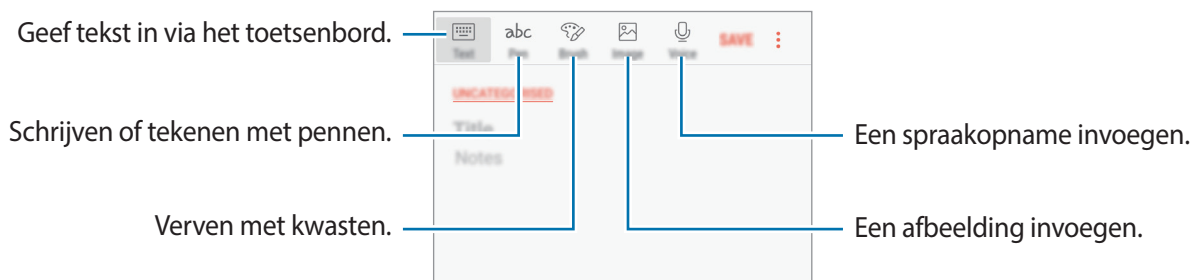 Geef tekst in via het toetsenbord.
abc
Text Pen Brush Image Voice SAVE
UNCATEGORISED
Schrijven of tekenen met pennen.
Title
Een spraakopname invoegen.
Notes
Verven met kwasten.
Een afbeelding invoegen.